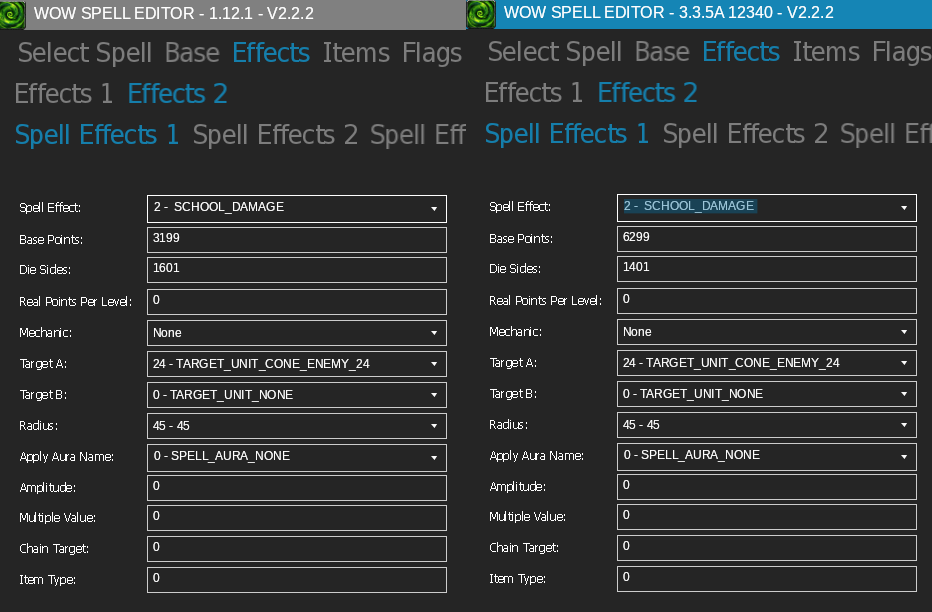 WOW SPELL EDITOR - 1.12.1 - V2.2.2
Select Spell Base Effects Items Flags
Effects 1 Effects 2
Spell Effects 1 Spell Effects 2 Spell Eff
Spell Effect: 2 - SCHOOL_DAMAGE
Base Points: 3199
Die Sides: 1601
Real Points Per Level: 0
Mechanic: None
Target A: 24 - TARGET_UNIT_CONE_ENEMY_24
Target B: 0 - TARGET_UNIT_NONE
Radius: 45 - 45
Apply Aura Name: 0 - SPELL_AURA_NONE
Amplitude: 0
Multiple Value: 0
Chain Target: 0
Item Type: 0
WOW SPELL EDITOR - 3.3.5A 12340 - V2.2.2
Select Spell Base Effects Items Flags
Effects 1 Effects 2
Spell Effects 1 Spell Effects 2 Spell Eff
Spell Effect: 2 - SCHOOL_DAMAGE
Base Points: 6299
Die Sides: 1401
Real Points Per Level: 0
Mechanic: None
Target A: 24 - TARGET_UNIT_CONE_ENEMY_24
Target B: 0 - TARGET_UNIT_NONE
Radius: 45 - 45
Apply Aura Name: 0 - SPELL_AURA_NONE
Amplitude: 0
Multiple Value: 0
Chain Target: 0
Item Type: 0